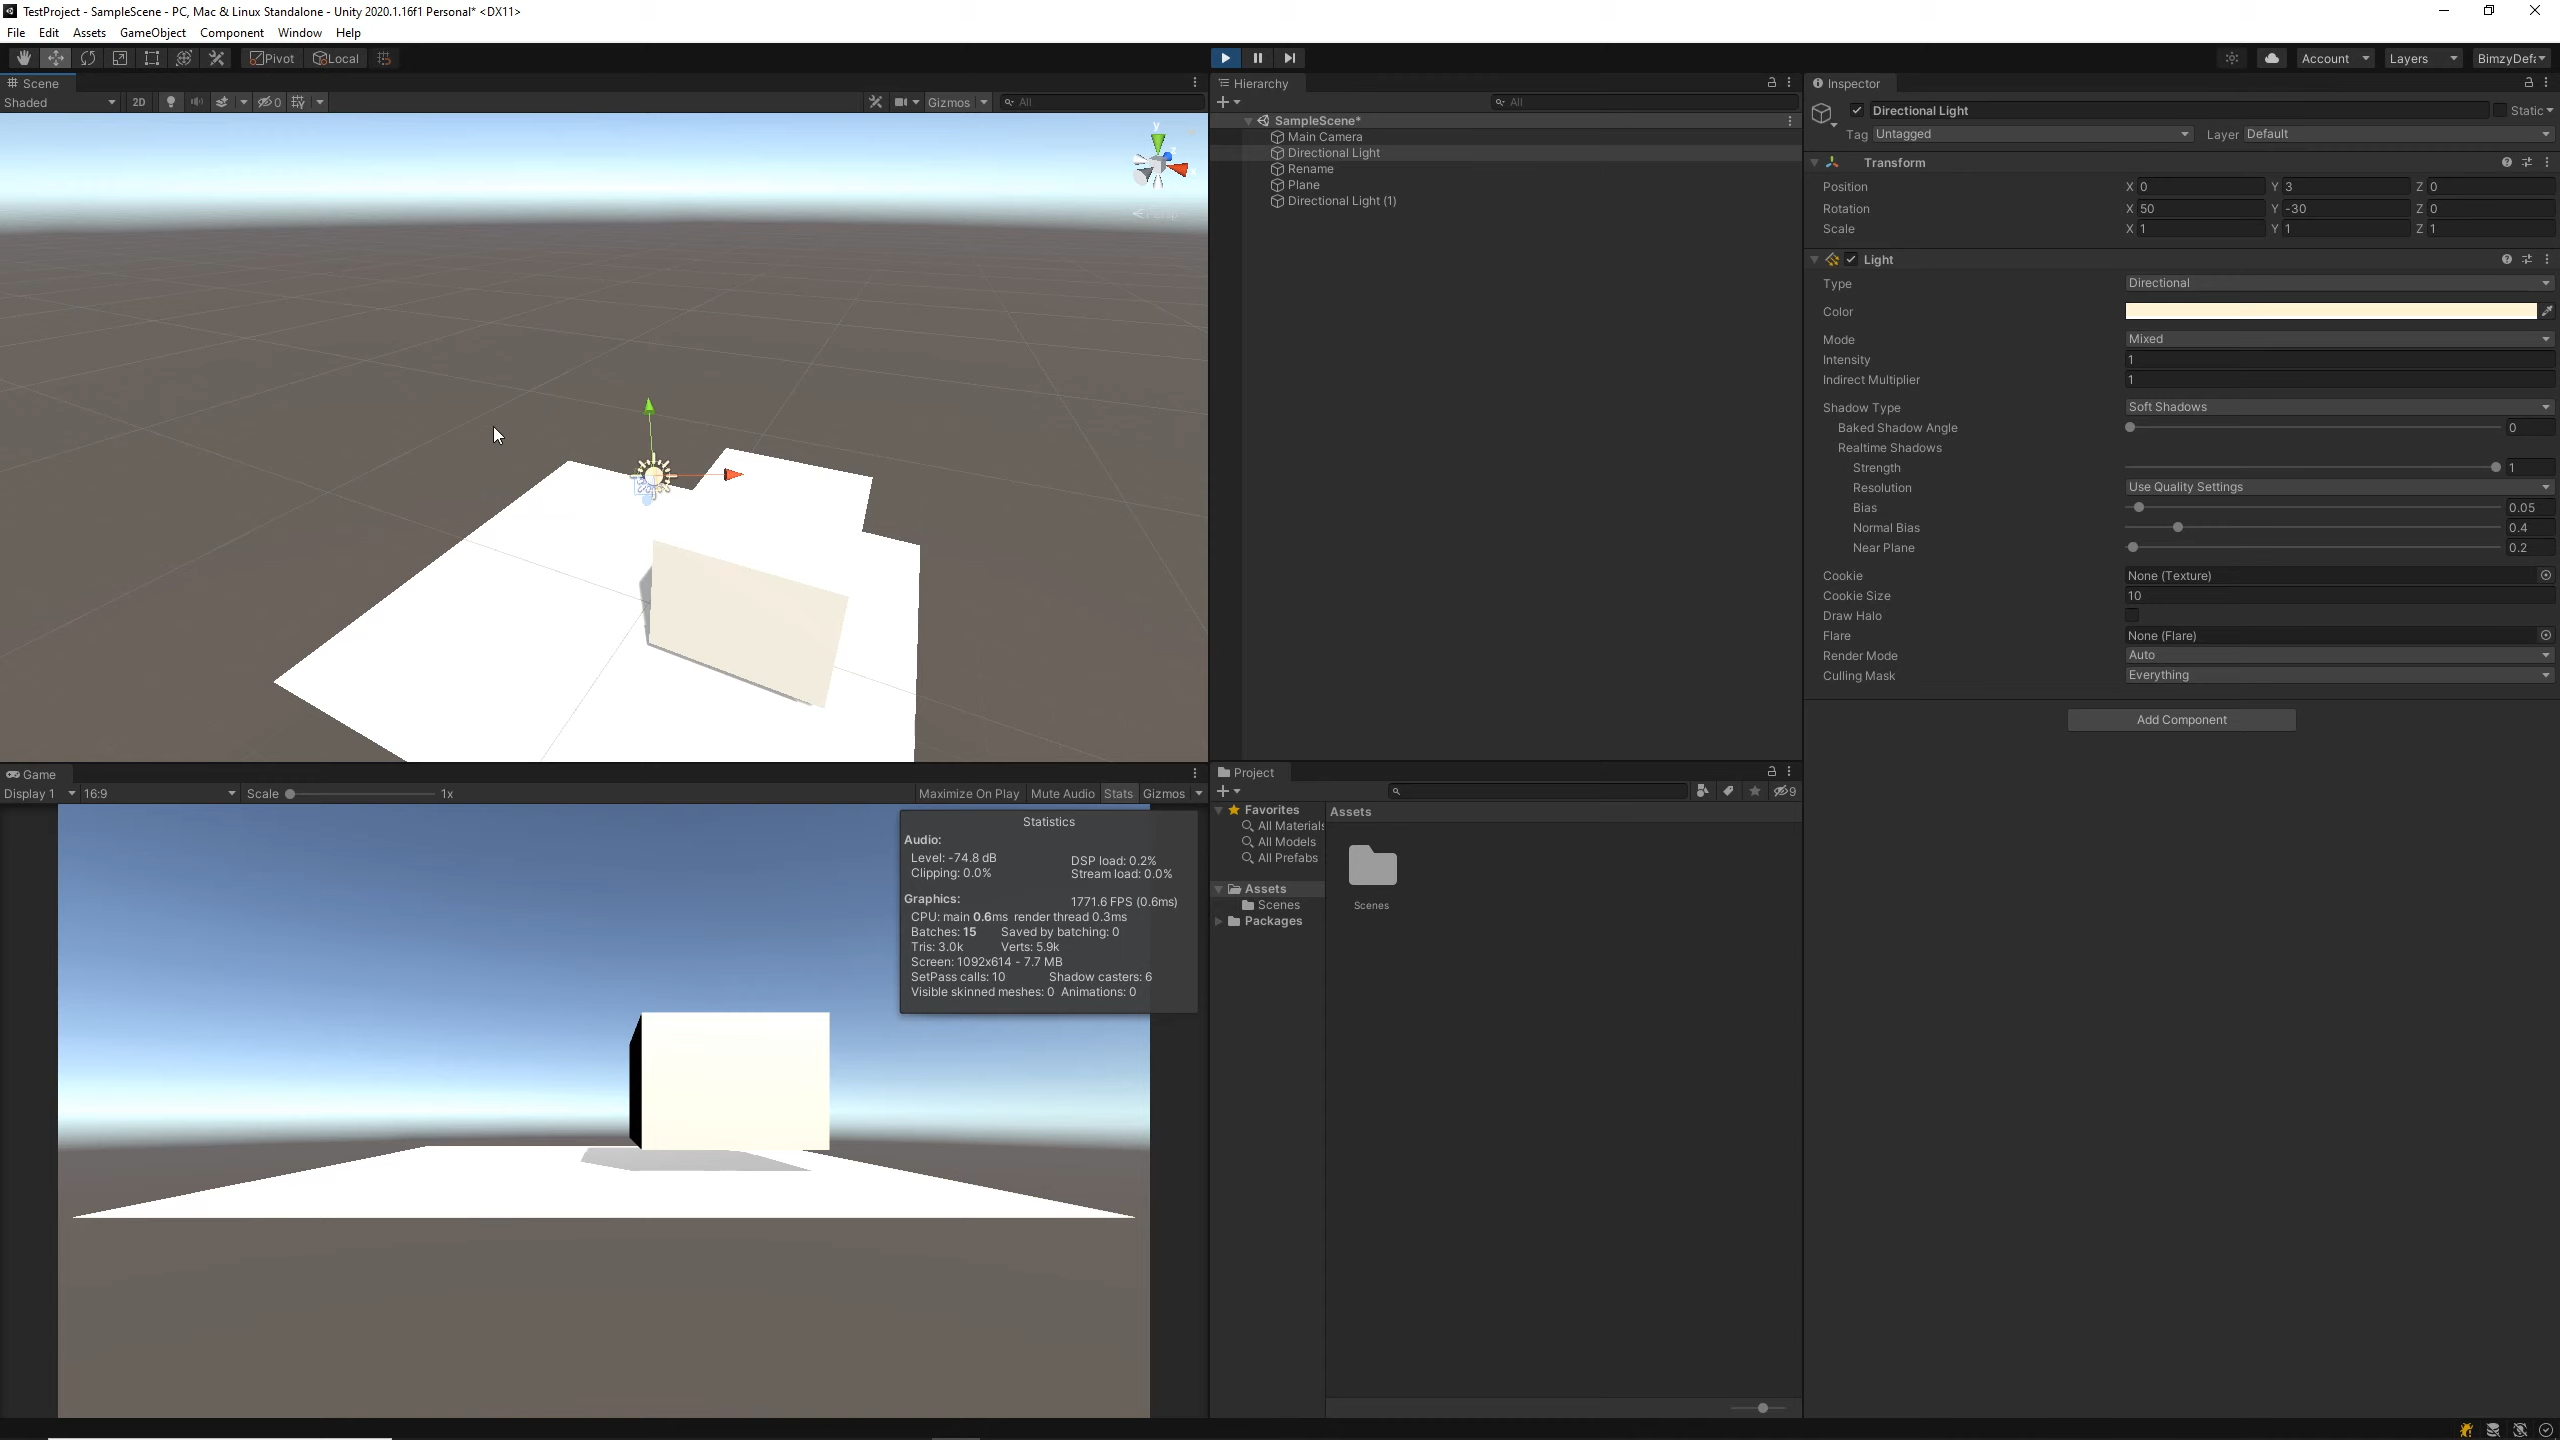 TestProject - SampleScene - PC, Mac & Linux Standalone - Unity 2020.1.16f1 Personal* <DX11>
File Edit Assets GameObject Component Window Help
Pivot Local Account Layers
Scene
Shaded 2D 0 Gizmos All
Game
Display 1 16:9 Scale 1x Maximize On Play Mute Audio Stats Gizmos
Statistics
Audio:
Level: -74.8 dB DSP load: 0.2%
Clipping: 0.0% Stream load: 0.0%
Graphics: 1771.6 FPS (0.6ms)
CPU: main 0.6ms render thread 0.3ms
Batches: 15 Saved by batching: 0
Tris: 3.0k Verts: 5.9k
Screen: 1092x614 - 7.7 MB
SetPass calls: 10 Shadow casters: 6
Visible skinned meshes: 0 Animations: 0
Hierarchy
All
SampleScene*
Main Camera
Directional Light
Rename
Plane
Directional Light (1)
Project
9
Favorites
All Materials
All Models
All Prefabs
Assets
Scenes
Packages
Assets
Scenes
Inspector
Directional Light Static
Tag Untagged Layer Default
Transform
Position X 0 Y 3 Z 0
Rotation X 50 Y -30 Z 0
Scale X 1 Y 1 Z 1
Light
Type Directional
Color
Mode Mixed
Intensity 1
Indirect Multiplier 1
Shadow Type Soft Shadows
Baked Shadow Angle 0
Realtime Shadows
Strength 1
Resolution Use Quality Settings
Bias 0.05
Normal Bias 0.4
Near Plane 0.2
Cookie None (Texture)
Cookie Size 10
Draw Halo
Flare None (Flare)
Render Mode Auto
Culling Mask Everything
Add Component